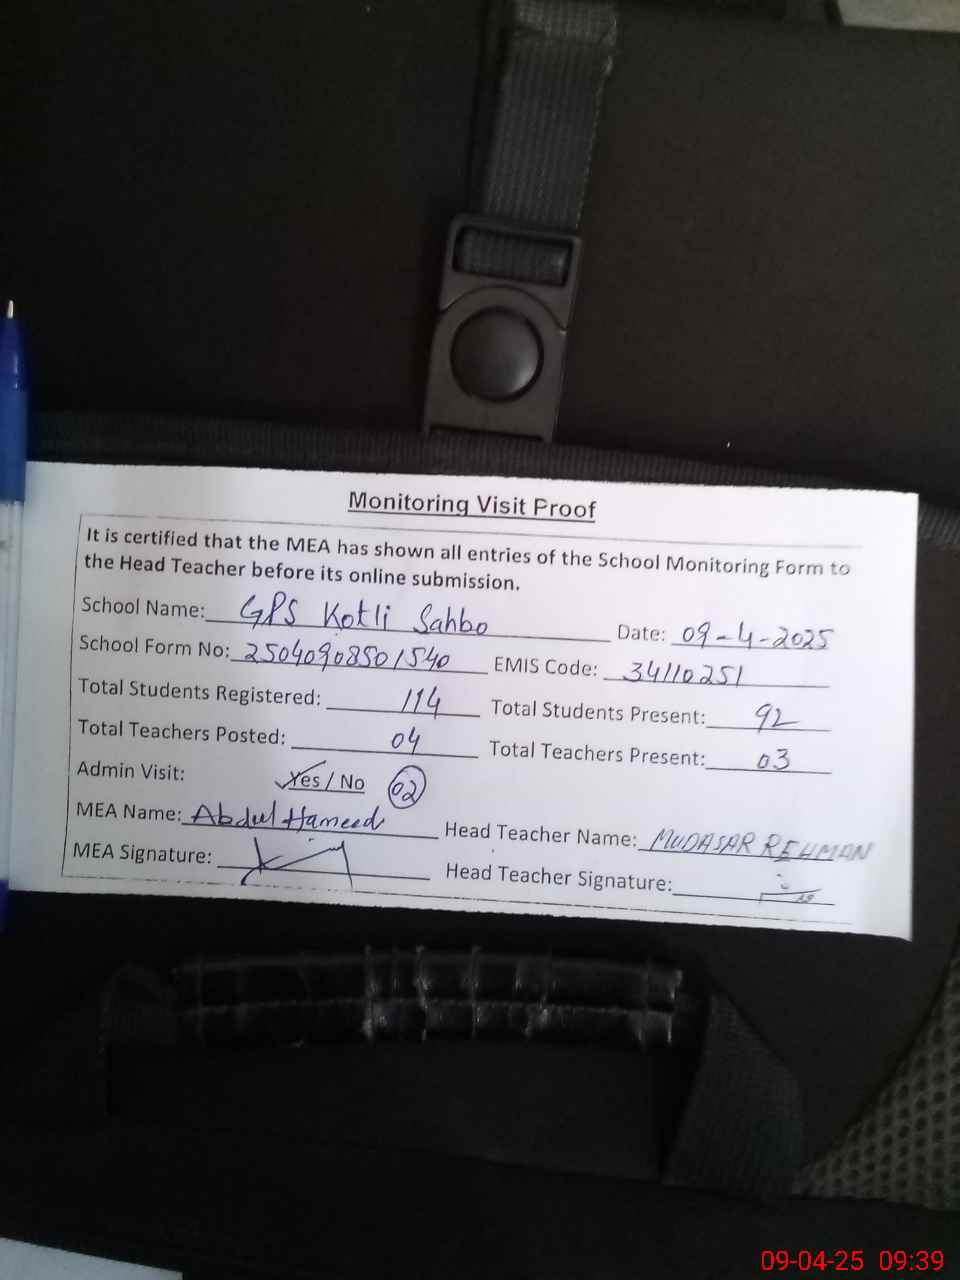 Monitoring Visit Proof
It is certified that the MEA has shown all entries of the School Monitoring Form to
the Head Teacher before its online submission.
School Name: GPS Kotli Sahbo Date: 09-4-2025
School Form No: 25040908501540 EMIS Code: 34110251
Total Students Registered: 114 Total Students Present: 92
Total Teachers Posted: 04 Total Teachers Present: 03
Admin Visit: Yes / No 02
MEA Name: Abdul Hameed Head Teacher Name: MUDASAR REHMAN
MEA Signature: Head Teacher Signature:
09-04-25 09:39